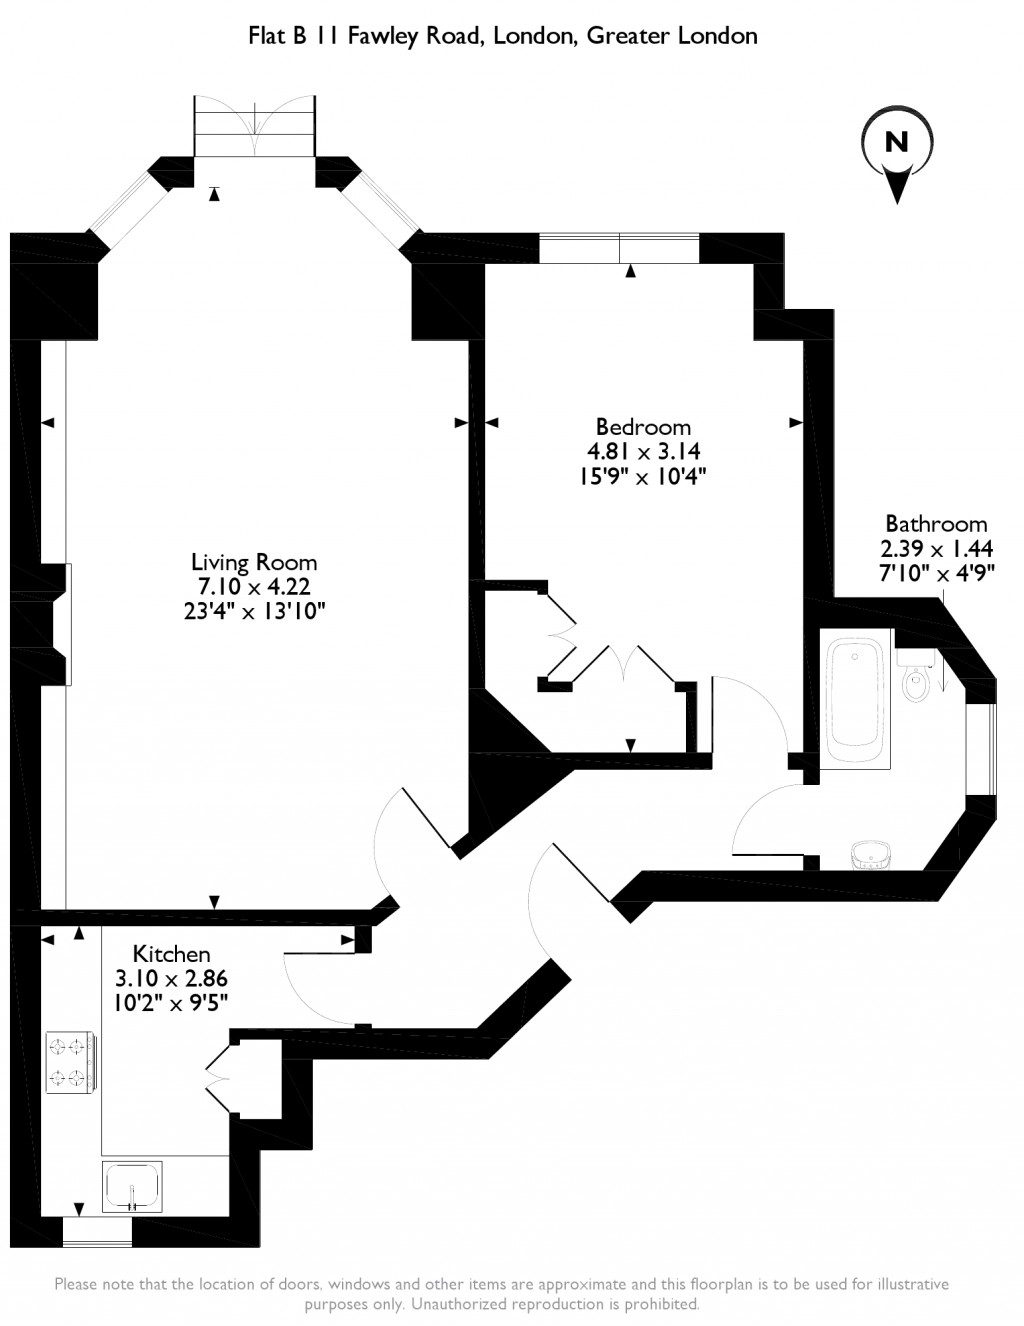 Flat B 11 Fawley Road, London, Greater London
N
Bedroom
4.81 x 3.14
15'9" x 10'4"
Bathroom
2.39 x 1.44
7'10" x 4'9"
Living Room
7.10 x 4.22
23'4" x 13'10"
Kitchen
3.10 x 2.86
10'2" x 9'5"
Please note that the location of doors, windows and other items are approximate and this floorplan is to be used for illustrative
purposes only. Unauthorized reproduction is prohibited.